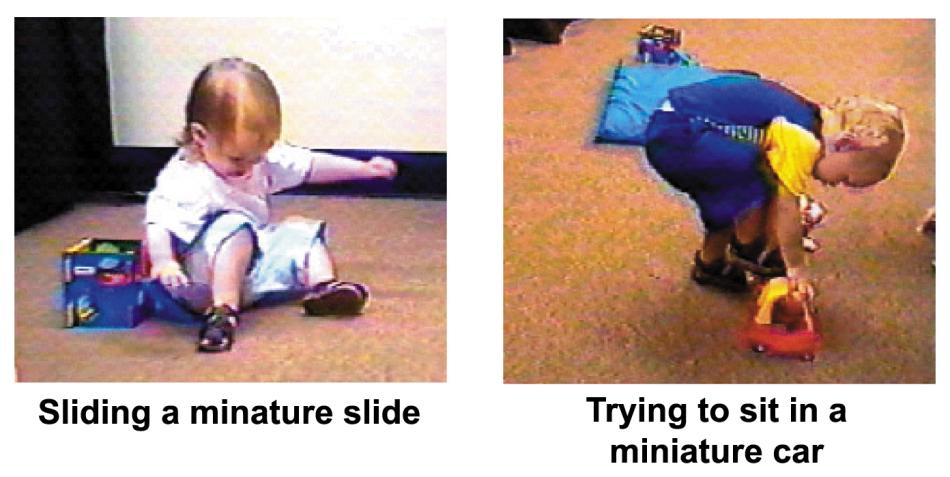 Sliding a minature slide
Trying to sit in a
miniature car